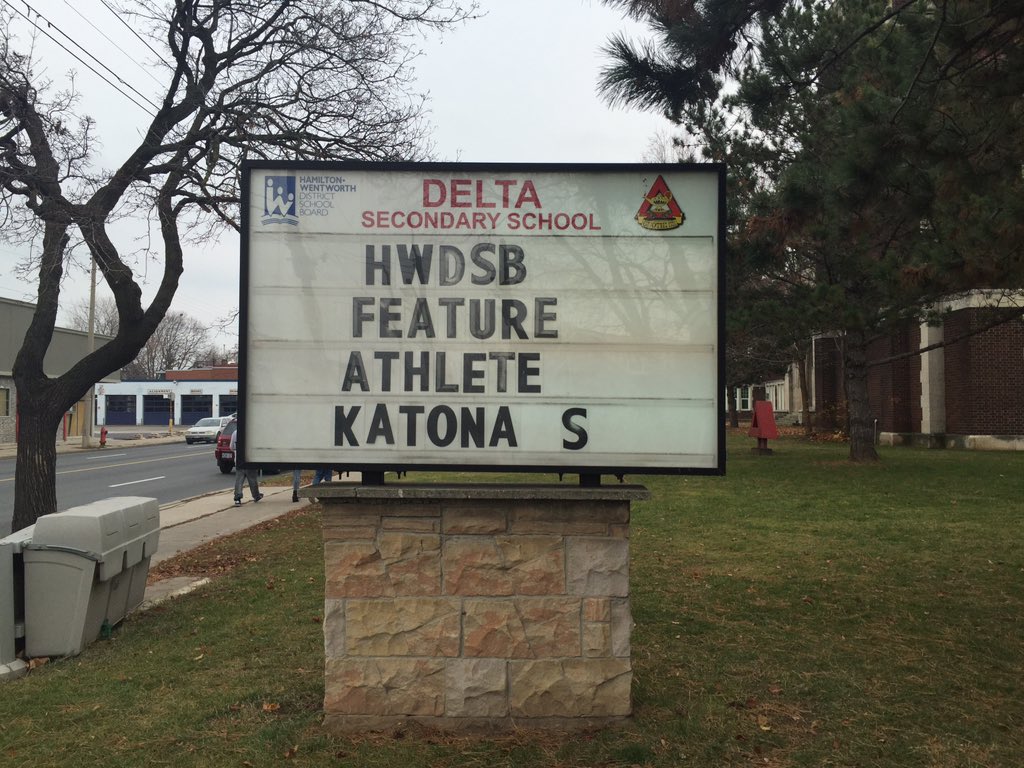 HAMILTON-
WENTWORTH
DISTRICT
SCHOOL
BOARD
DELTA
SECONDARY SCHOOL
HWDSB
FEATURE
ATHLETE
KATONA S